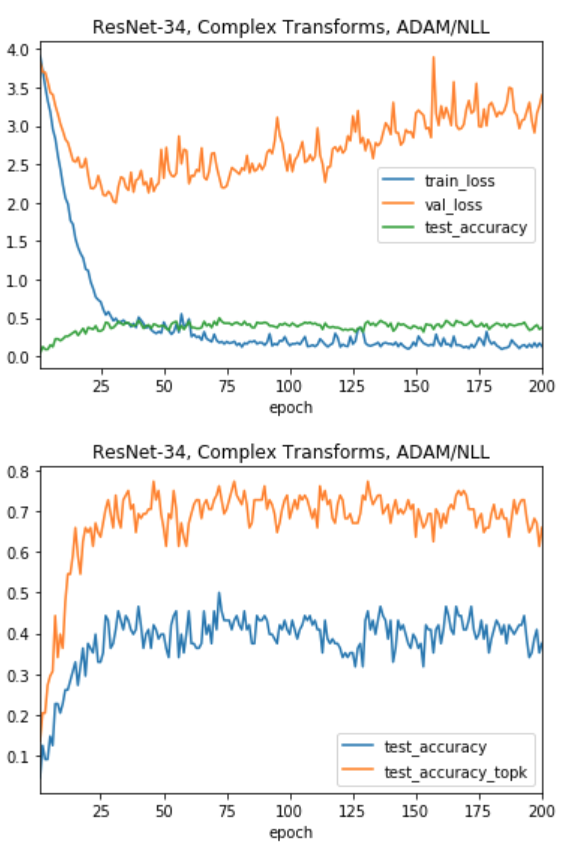 ResNet-34, Complex Transforms, ADAM/NLL
4.0
3.5
3.0
2.5
2.0
1.5
1.0
0.5
0.0
train_loss
val_loss
test_accuracy
25 50 75 100 125 150 175 200
epoch
ResNet-34, Complex Transforms, ADAM/NLL
0.8
0.7
0.6
0.5
0.4
0.3
0.2
0.1
test_accuracy
test_accuracy_topk
25 50 75 100 125 150 175 200
epoch